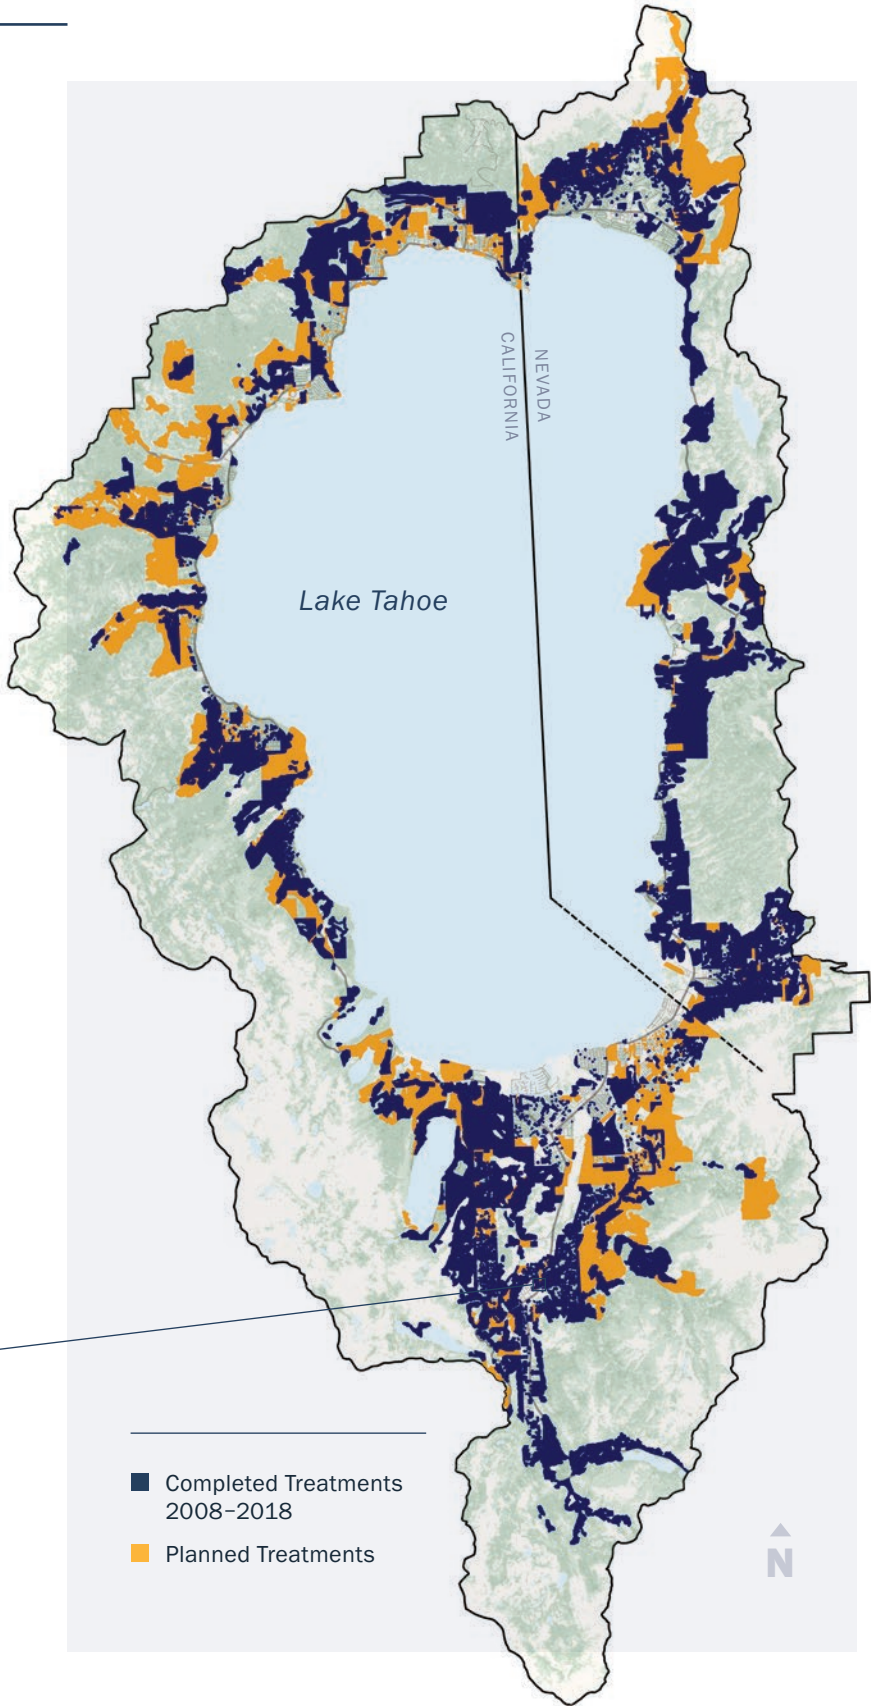 CALIFORNIA
NEVADA
Lake Tahoe
Completed Treatments
2008–2018
Planned Treatments
N